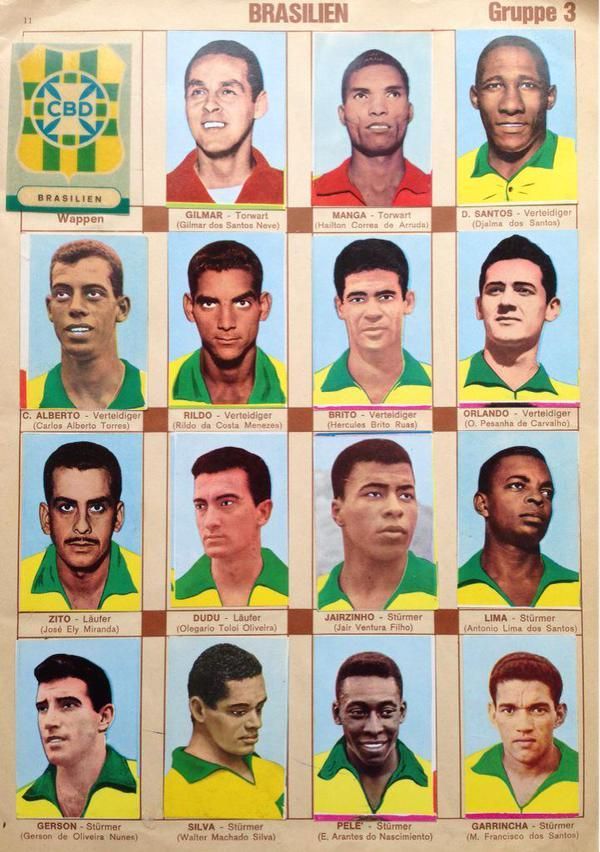 11
BRASILIEN
Gruppe 3
CBD
BRASILIEN
Wappen
GILMAR - Torwart
(Gilmar dos Santos Neve)
MANGA - Torwart
(Hailton Correa de Arruda)
D. SANTOS - Verteidiger
(Djalma dos Santos)
C. ALBERTO - Verteidiger
(Carlos Alberto Torres)
RILDO - Verteidiger
(Rildo da Costa Menezes)
BRITO - Verteidiger
(Hercules Brito Ruas)
ORLANDO - Verteidiger
(O. Pesanha de Carvalho)
ZITO - Läufer
(José Ely Miranda)
DUDU - Läufer
(Olegario Toloi Oliveira)
JAIRZINHO - Stürmer
(Jair Ventura Filho)
LIMA - Stürmer
(Antonio Lima dos Santos)
GERSON - Stürmer
(Gerson de Oliveira Nunes)
SILVA - Stürmer
(Walter Machado Silva)
PELE' - Stürmer
(E. Arantes do Nascimento)
GARRINCHA - Stürmer
(M. Francisco dos Santos)